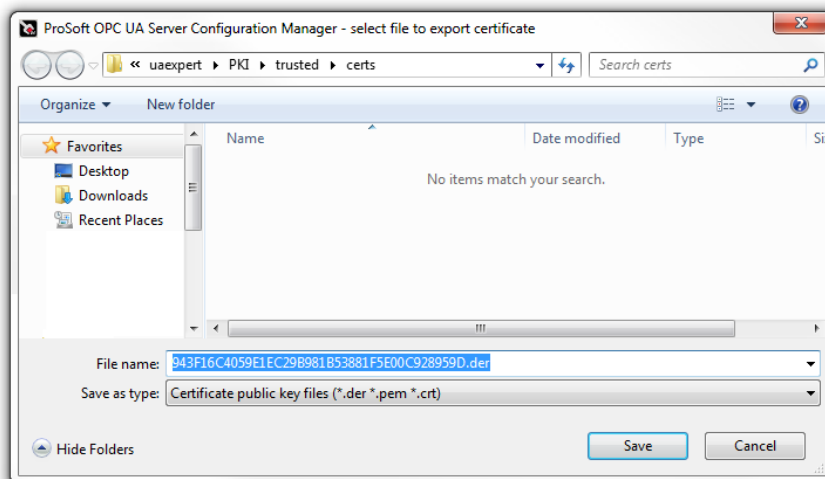 ProSoft OPC UA Server Configuration Manager - select file to export certificate
« uaexpert PKI trusted certs
Search certs
Organize New folder
Name Date modified Type Si
Favorites
Desktop
Downloads
Recent Places
No items match your search.
File name: 943F16C4059E1EC29B981B53881F5E00C928959D.der
Save as type: Certificate public key files (*.der *.pem *.crt)
Hide Folders
Save Cancel